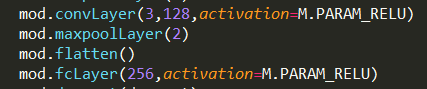 mod.convLayer(3,128,activation=M.PARAM_RELU)
mod.maxpoolLayer(2)
mod.flatten()
mod.fcLayer(256,activation=M.PARAM_RELU)